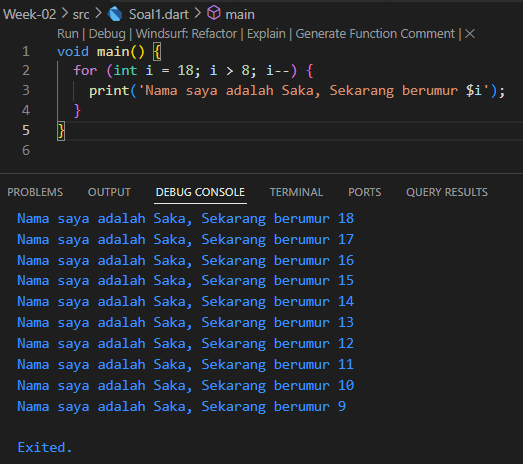 Week-02 > src > Soal1.dart > main
Run | Debug | Windsurf: Refactor | Explain | Generate Function Comment | ×
1 void main() {
2   for (int i = 18; i > 8; i--) {
3     print('Nama saya adalah Saka, Sekarang berumur $i');
4   }
5 }
6
PROBLEMS OUTPUT DEBUG CONSOLE TERMINAL PORTS QUERY RESULTS
Nama saya adalah Saka, Sekarang berumur 18
Nama saya adalah Saka, Sekarang berumur 17
Nama saya adalah Saka, Sekarang berumur 16
Nama saya adalah Saka, Sekarang berumur 15
Nama saya adalah Saka, Sekarang berumur 14
Nama saya adalah Saka, Sekarang berumur 13
Nama saya adalah Saka, Sekarang berumur 12
Nama saya adalah Saka, Sekarang berumur 11
Nama saya adalah Saka, Sekarang berumur 10
Nama saya adalah Saka, Sekarang berumur 9
Exited.